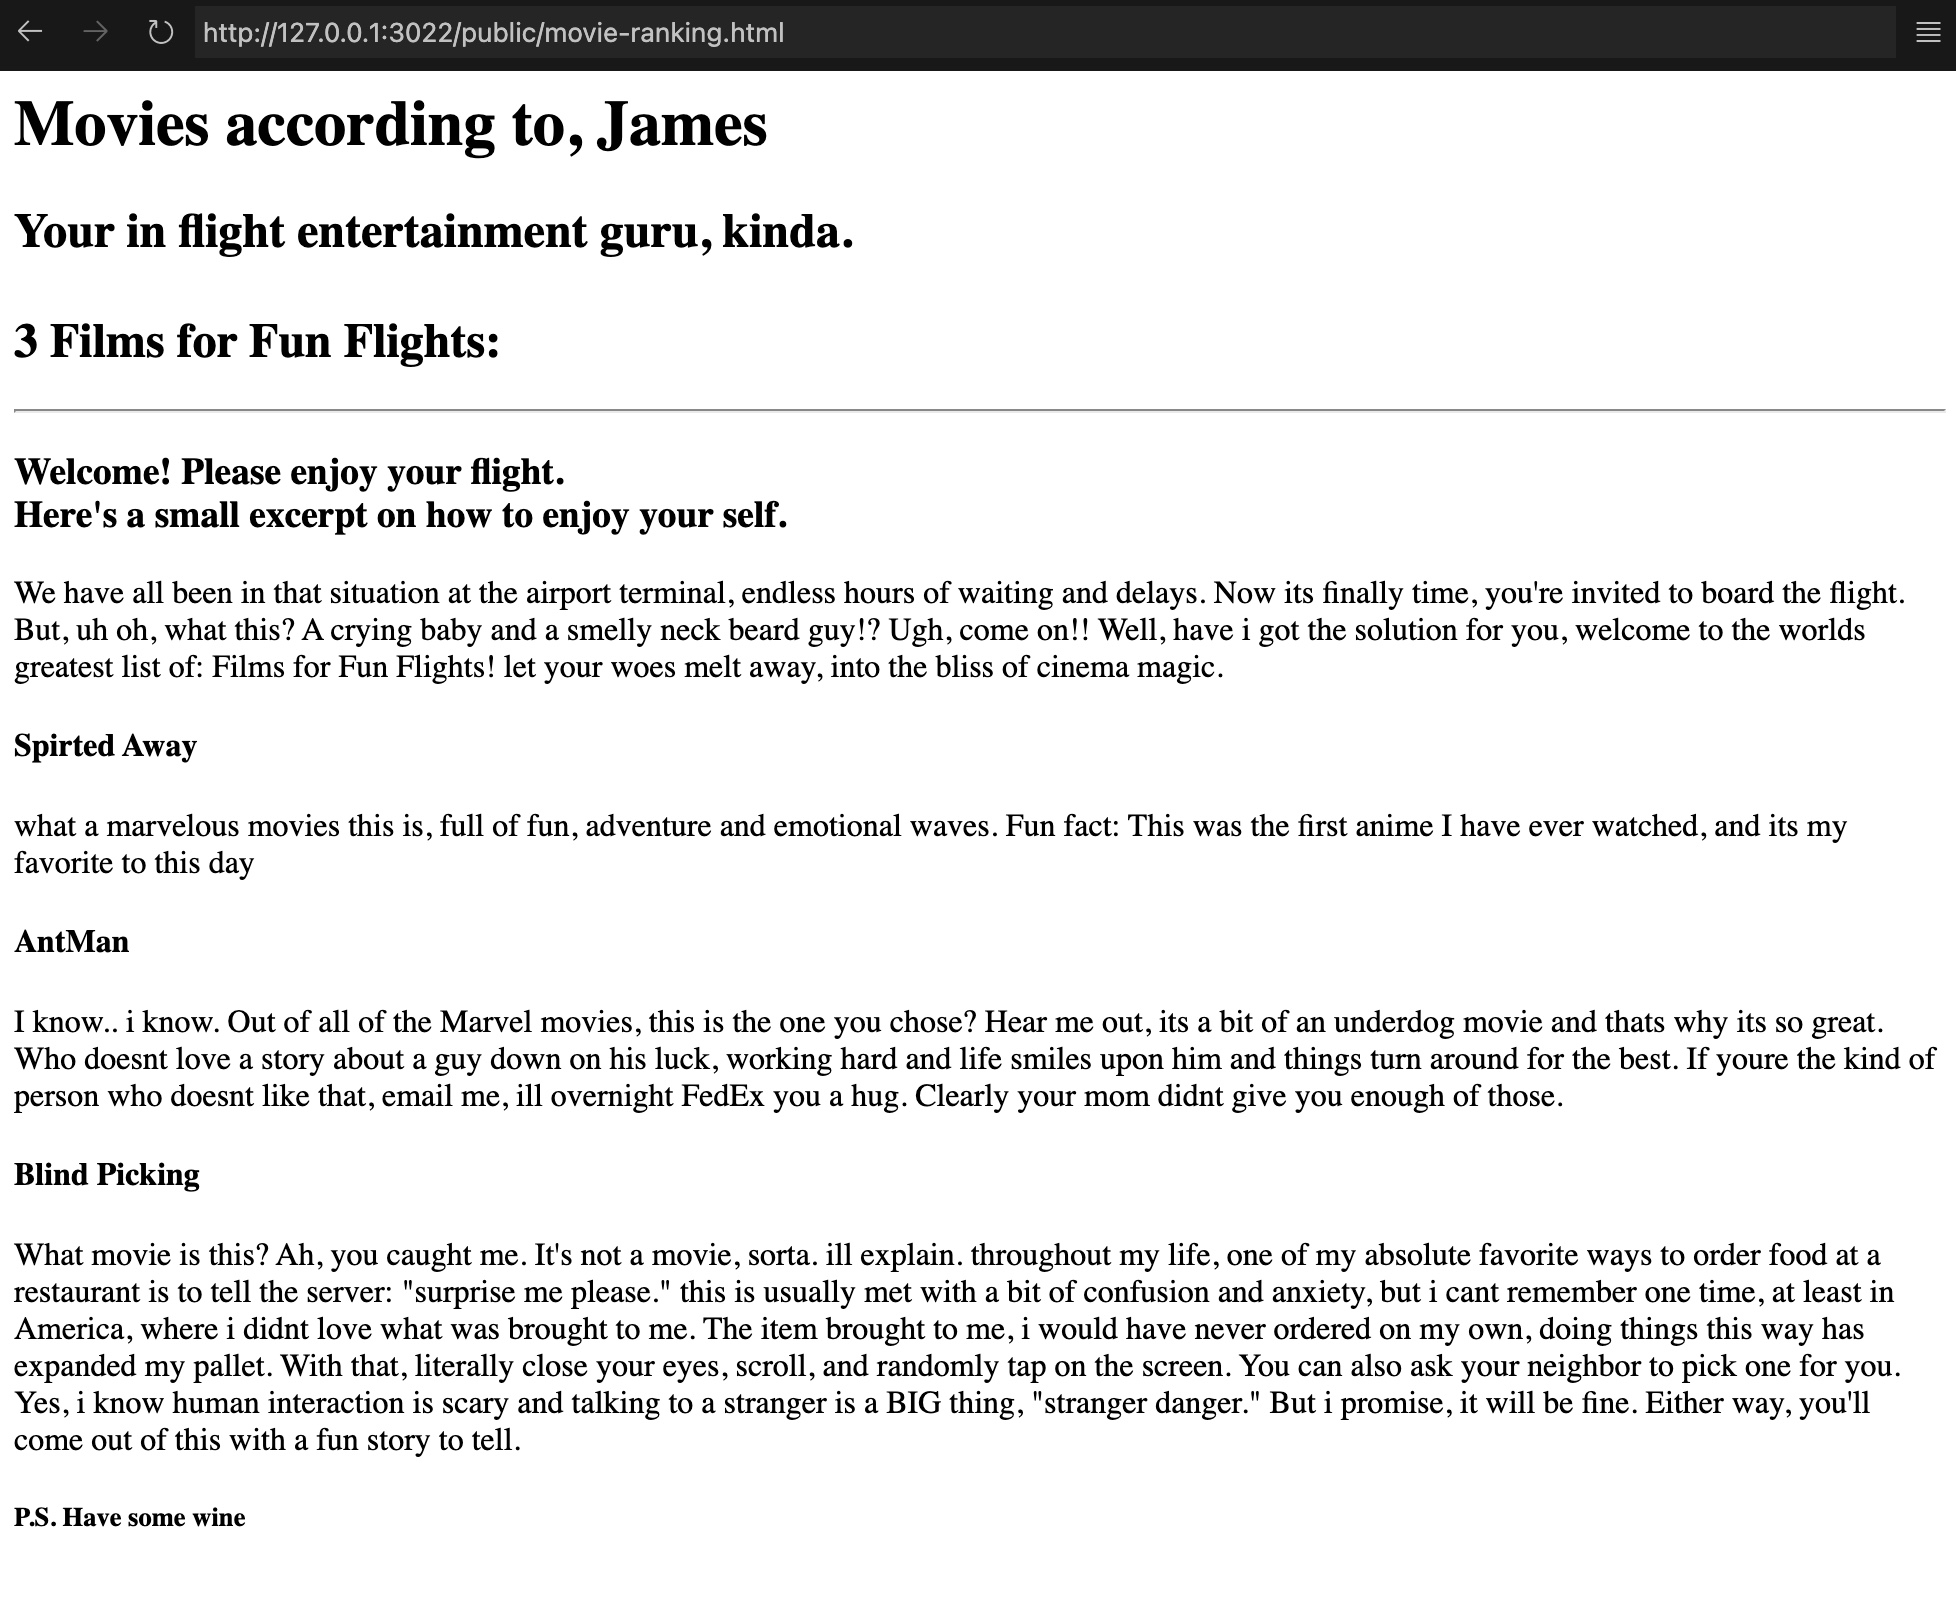 http://127.0.0.1:3022/public/movie-ranking.html
Movies according to, James
Your in flight entertainment guru, kinda.
3 Films for Fun Flights:
Welcome! Please enjoy your flight.
Here's a small excerpt on how to enjoy your self.
We have all been in that situation at the airport terminal, endless hours of waiting and delays. Now its finally time, you're invited to board the flight.
But, uh oh, what this? A crying baby and a smelly neck beard guy!? Ugh, come on!! Well, have i got the solution for you, welcome to the worlds
greatest list of: Films for Fun Flights! let your woes melt away, into the bliss of cinema magic.
Spirted Away
what a marvelous movies this is, full of fun, adventure and emotional waves. Fun fact: This was the first anime I have ever watched, and its my
favorite to this day
AntMan
I know.. i know. Out of all of the Marvel movies, this is the one you chose? Hear me out, its a bit of an underdog movie and thats why its so great.
Who doesnt love a story about a guy down on his luck, working hard and life smiles upon him and things turn around for the best. If youre the kind of
person who doesnt like that, email me, ill overnight FedEx you a hug. Clearly your mom didnt give you enough of those.
Blind Picking
What movie is this? Ah, you caught me. It's not a movie, sorta. ill explain. throughout my life, one of my absolute favorite ways to order food at a
restaurant is to tell the server: "surprise me please." this is usually met with a bit of confusion and anxiety, but i cant remember one time, at least in
America, where i didnt love what was brought to me. The item brought to me, i would have never ordered on my own, doing things this way has
expanded my pallet. With that, literally close your eyes, scroll, and randomly tap on the screen. You can also ask your neighbor to pick one for you.
Yes, i know human interaction is scary and talking to a stranger is a BIG thing, "stranger danger." But i promise, it will be fine. Either way, you'll
come out of this with a fun story to tell.
P.S. Have some wine